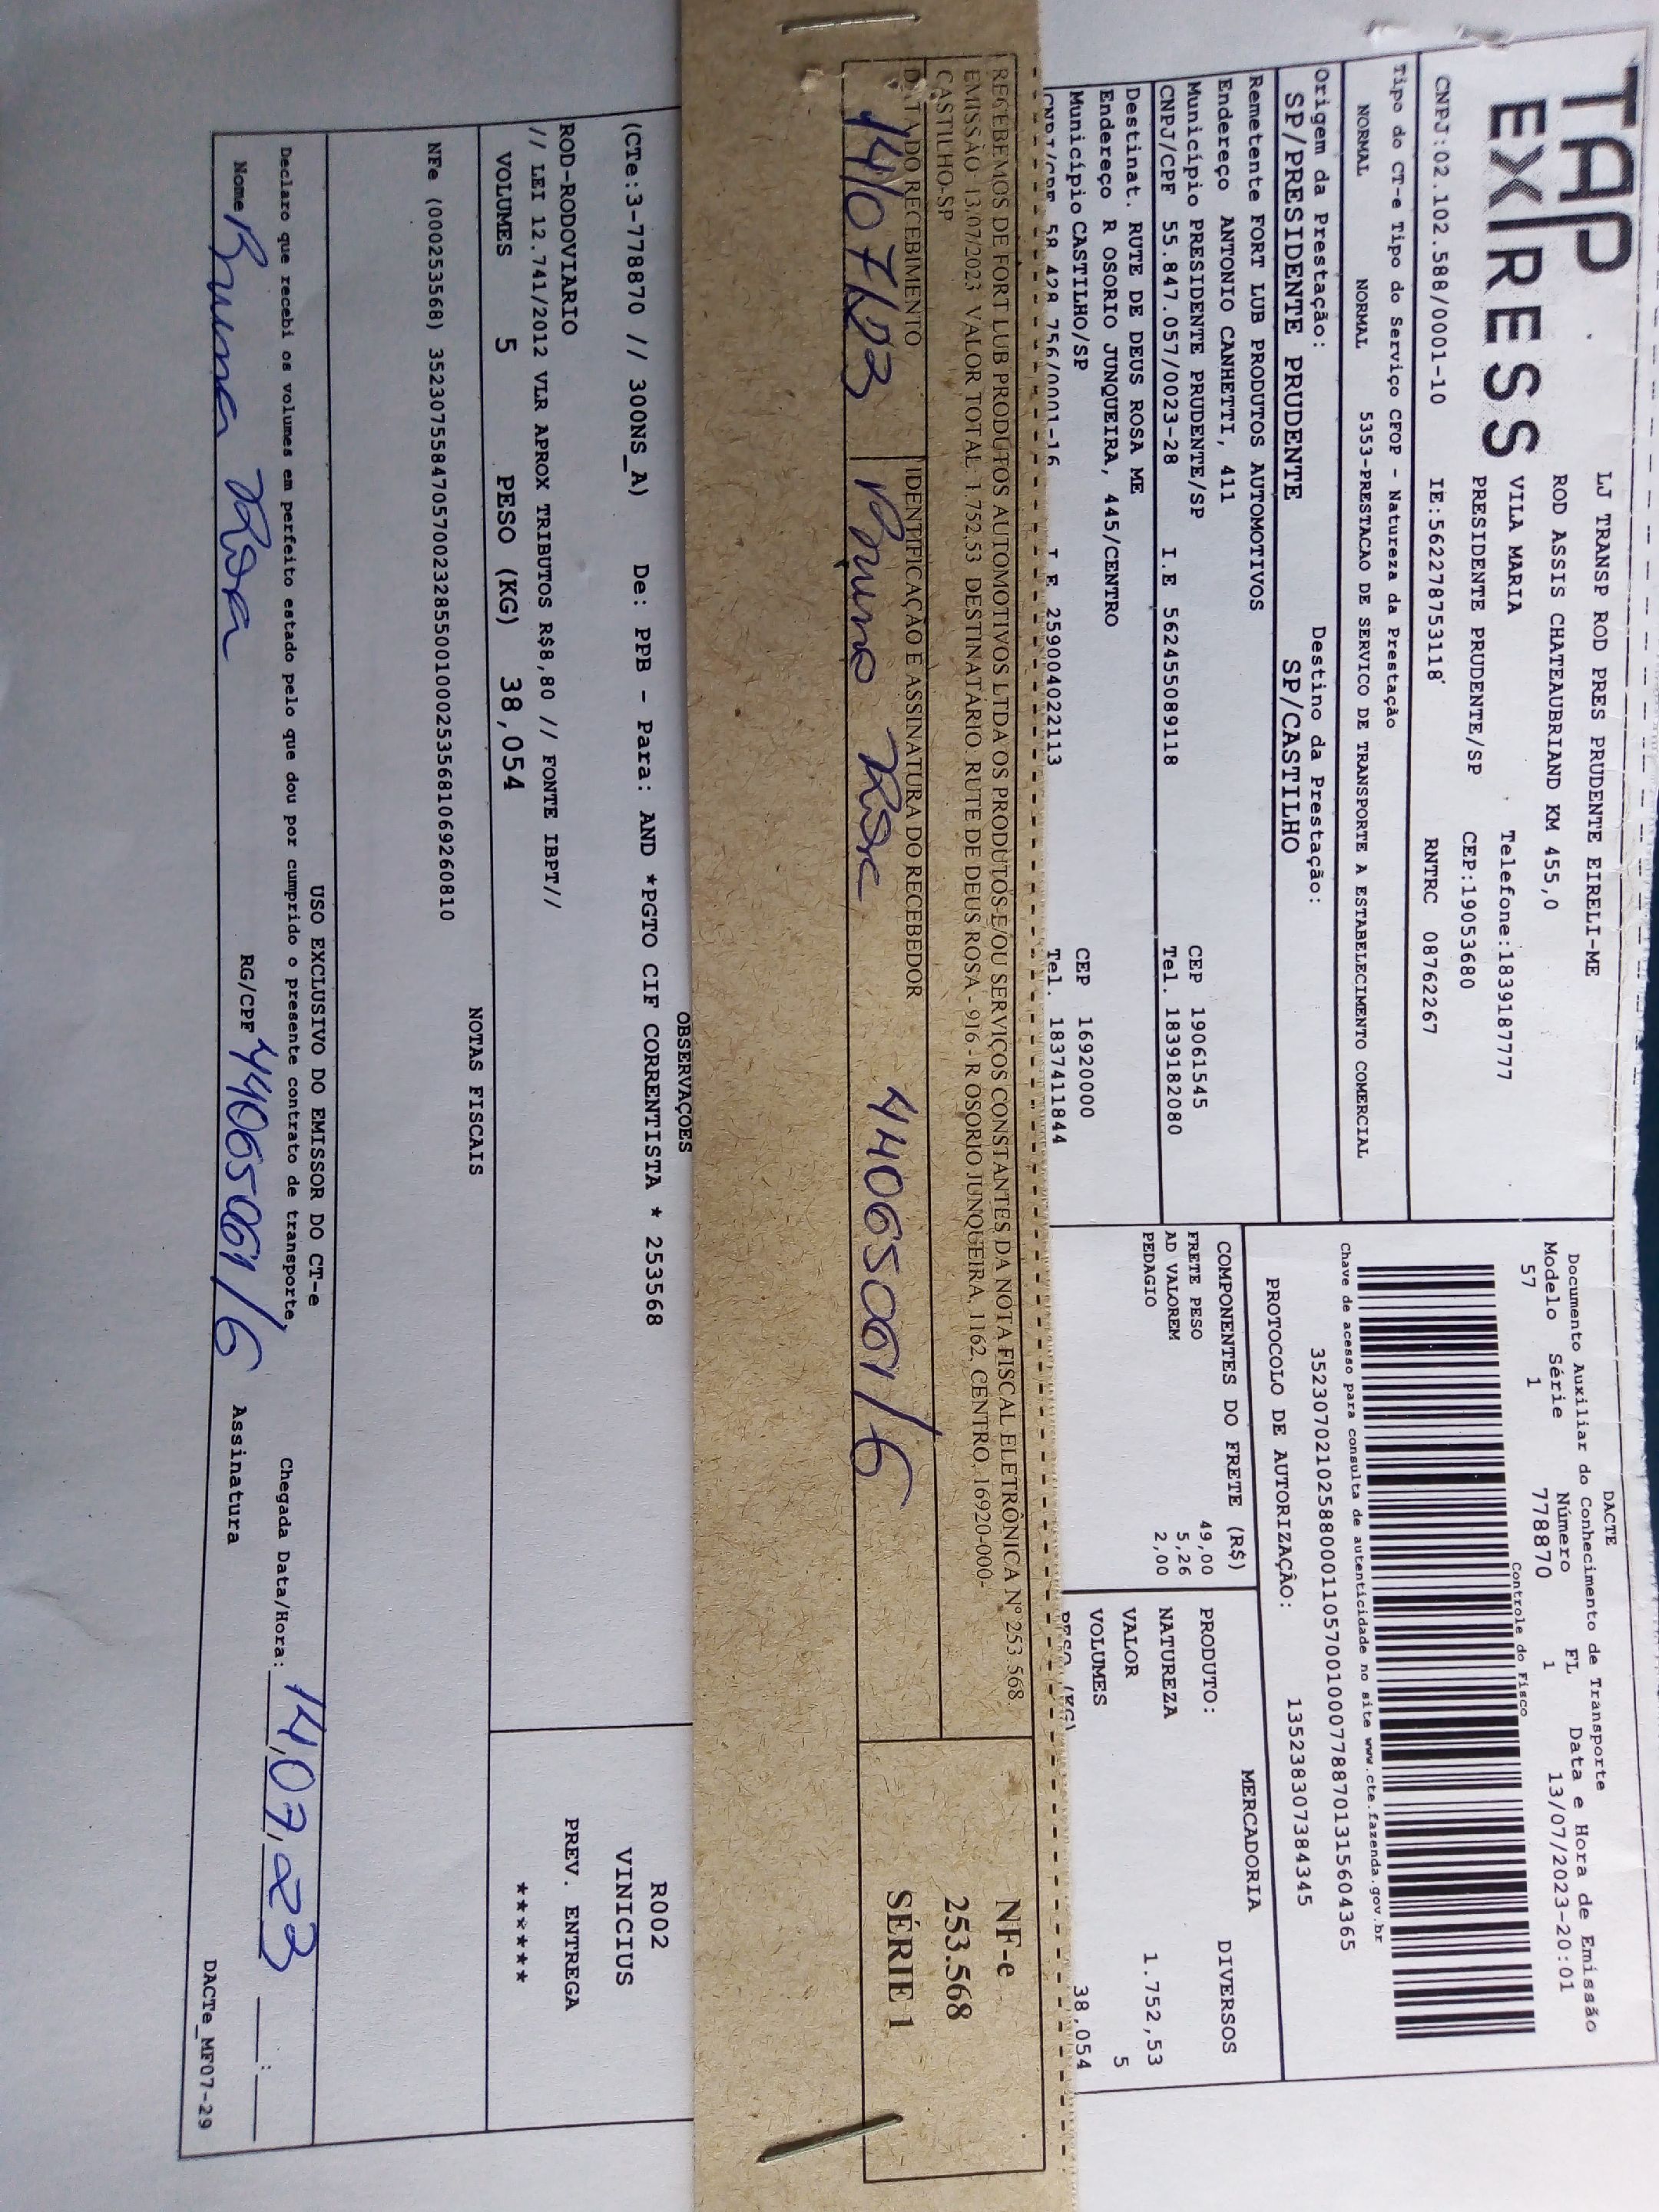 TAP
EX|RESS
LJ TRANSP ROD PRES PRUDENTE EIRELI-ME
ROD ASSIS CHATEAUBRIAND KM 455,0
VILA MARIA Telefone:1839187777
PRESIDENTE PRUDENTE/SP CEP:19053680
CNPJ:02.102.588/0001-10 IE:562278753118 RNTRC 08762267
Tipo do CT-e Tipo do Serviço CFOP - Natureza da Prestação
NORMAL NORMAL 5353-PRESTACAO DE SERVICO DE TRANSPORTE A ESTABELECIMENTO COMERCIAL
Origem da Prestação: Destino da Prestação:
SP/PRESIDENTE PRUDENTE SP/CASTILHO
Remetente FORT LUB PRODUTOS AUTOMOTIVOS
Endereço ANTONIO CANHETTI, 411
Município PRESIDENTE PRUDENTE/SP CEP 19061545
CNPJ/CPF 55.847.057/0023-28 I.E 562455089118 Tel. 1839182080
Destinat. RUTE DE DEUS ROSA ME
Endereço R OSORIO JUNQUEIRA, 445/CENTRO
Município CASTILHO/SP CEP 16920000
CNPJ/CPF 58.428.756/0001-16 I.E 259004022113 Tel. 1837411844
DACTE
Documento Auxiliar do Conhecimento de Transporte
Modelo Série Número FL Data e Hora de Emissão
57 1 778870 1 13/07/2023-20:01
Controle do Fisco
Chave de acesso para consulta de autenticidade no site www.cte.fazenda.gov.br
35230702102588000110570010007788701315604365
PROTOCOLO DE AUTORIZAÇÃO: 135238307384345
COMPONENTES DO FRETE (R$)
FRETE PESO 49,00
AD VALOREM 5,26
PEDAGIO 2,00
MERCADORIA
PRODUTO: DIVERSOS
NATUREZA
VALOR 1.752,53
VOLUMES 5
PESO (KG) 38,054
RECEBEMOS DE FORT LUB PRODUTOS AUTOMOTIVOS LTDA OS PRODUTOS E/OU SERVIÇOS CONSTANTES DA NOTA FISCAL ELETRÔNICA Nº 253.568.
EMISSÃO: 13/07/2023 VALOR TOTAL: 1.752,53 DESTINATÁRIO: RUTE DE DEUS ROSA - 916 - R OSORIO JUNQUEIRA, 1162, CENTRO, 16920-000-
CASTILHO-SP
DATA DO RECEBIMENTO IDENTIFICAÇÃO E ASSINATURA DO RECEBEDOR
14/07/23 Bruno Rosa 44065061/6
NF-e
253.568
SÉRIE 1
OBSERVAÇOES
(CTe:3-778870 // 300NS_A) De: PPB - Para: AND *PGTO CIF CORRENTISTA * 253568
ROD-RODOVIARIO
// LEI 12.741/2012 VLR APROX TRIBUTOS R$8,80 // FONTE IBPT//
R002
VINICIUS
PREV. ENTREGA
******
VOLUMES 5 PESO (KG) 38,054
NOTAS FISCAIS
NFe (000253568) 35230755847057002328550010002535681069260810
USO EXCLUSIVO DO EMISSOR DO CT-e
Declaro que recebi os volumes em perfeito estado pelo que dou por cumprido o presente contrato de transporte, Chegada Data/Hora: 14,07,23 ___:___
Nome Bruno Rosa RG/CPF 44065061/6 Assinatura
DACTe_MF07-29